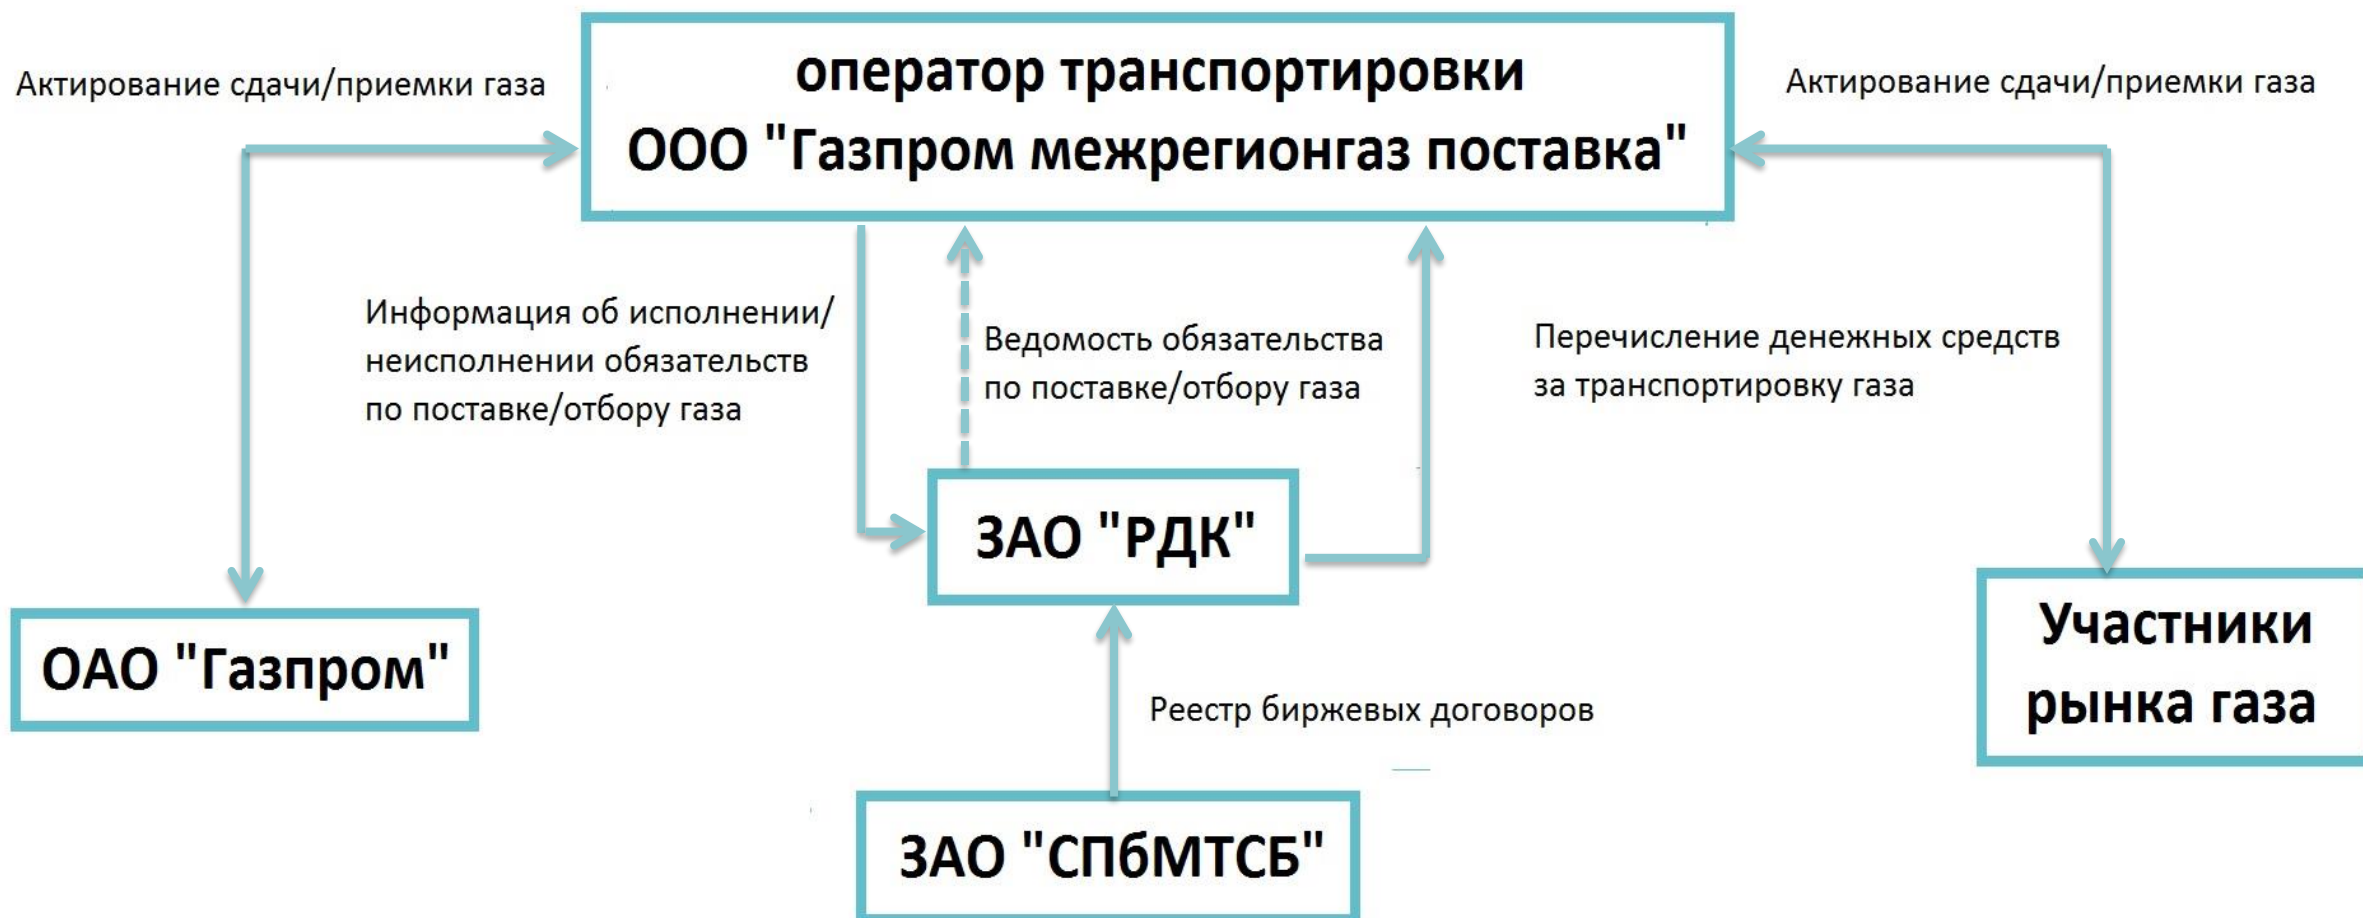 оператор транспортировки
ООО "Газпром межрегионгаз поставка"
Актирование сдачи/приемки газа
Актирование сдачи/приемки газа
Информация об исполнении/
неисполнении обязательств
по поставке/отбору газа
Ведомость обязательства
по поставке/отбору газа
Перечисление денежных средств
за транспортировку газа
ЗАО "РДК"
ОАО "Газпром"
Участники
рынка газа
Реестр биржевых договоров
ЗАО "СПбМТСБ"